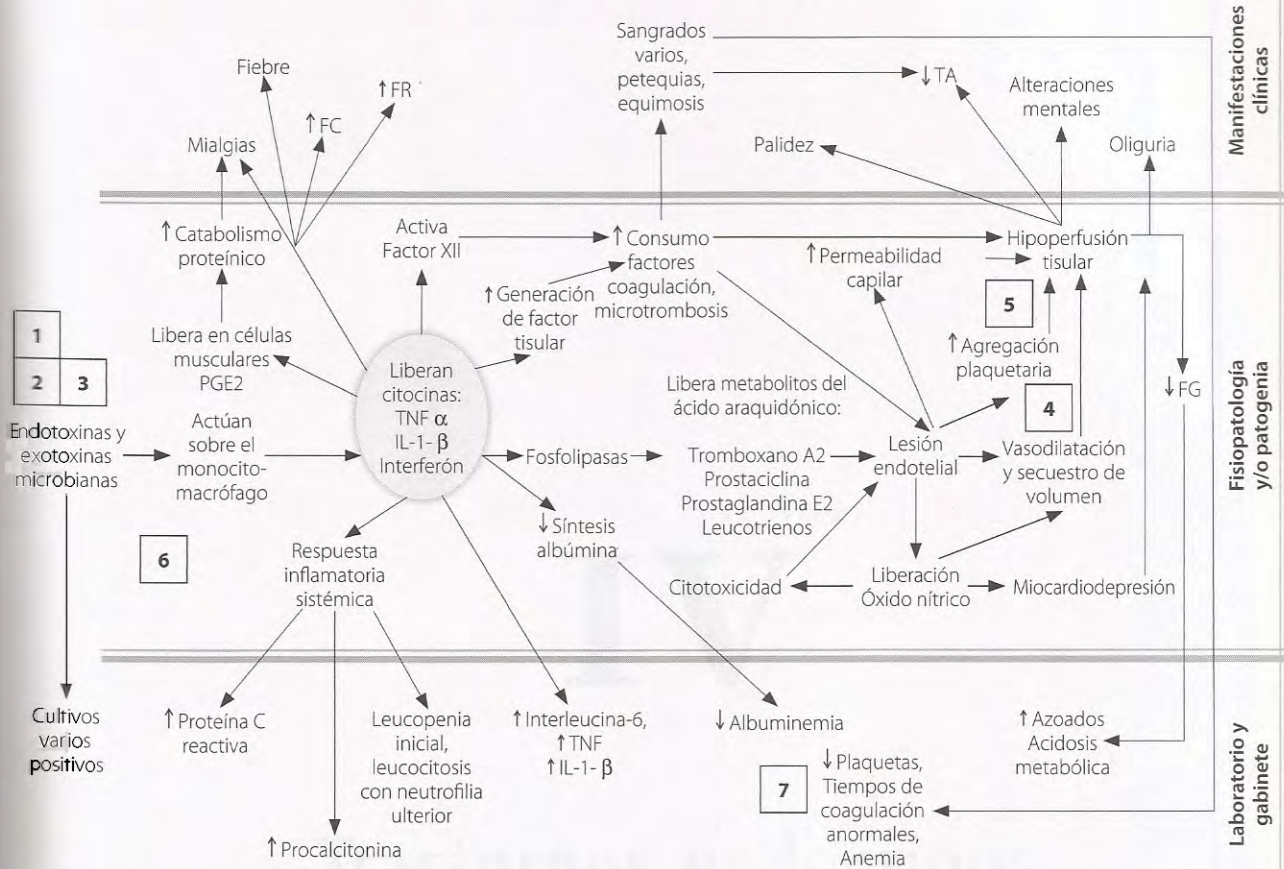 Sangrados
varios,
petequias,
equimosis
Fiebre
↑ FR
↓ TA
Alteraciones
mentales
↑ FC
Mialgias
Palidez
Oliguria
Manifestaciones
clínicas
↑ Catabolismo
proteínico
Activa
Factor XII
↑ Consumo
factores
coagulación,
microtrombosis
↑ Permeabilidad
capilar
Hipoperfusión
tisular
↑ Generación
de factor
tisular
5
1
2 3
Libera en células
musculares
PGE2
Liberan
citocinas:
TNF α
IL-1- β
Interferón
↑ Agregación
plaquetaria
↓ FG
Libera metabolitos del
ácido araquidónico:
4
Endotoxinas y
exotoxinas
microbianas
Actúan
sobre el
monocito-
macrófago
Fosfolipasas
Tromboxano A2
Prostaciclina
Prostaglandina E2
Leucotrienos
Lesión
endotelial
Vasodilatación
y secuestro de
volumen
Fisiopatología
y/o patogenia
6
Respuesta
inflamatoria
sistémica
↓ Síntesis
albúmina
Citotoxicidad
Liberación
Óxido nítrico
Miocardiodepresión
Cultivos
varios
positivos
↑ Proteína C
reactiva
Leucopenia
inicial,
leucocitosis
con neutrofilia
ulterior
↑ Interleucina-6,
↑ TNF
↑ IL-1- β
↓ Albuminemia
↑ Azoados
Acidosis
metabólica
7
↓ Plaquetas,
Tiempos de
coagulación
anormales,
Anemia
↑ Procalcitonina
Laboratorio y
gabinete